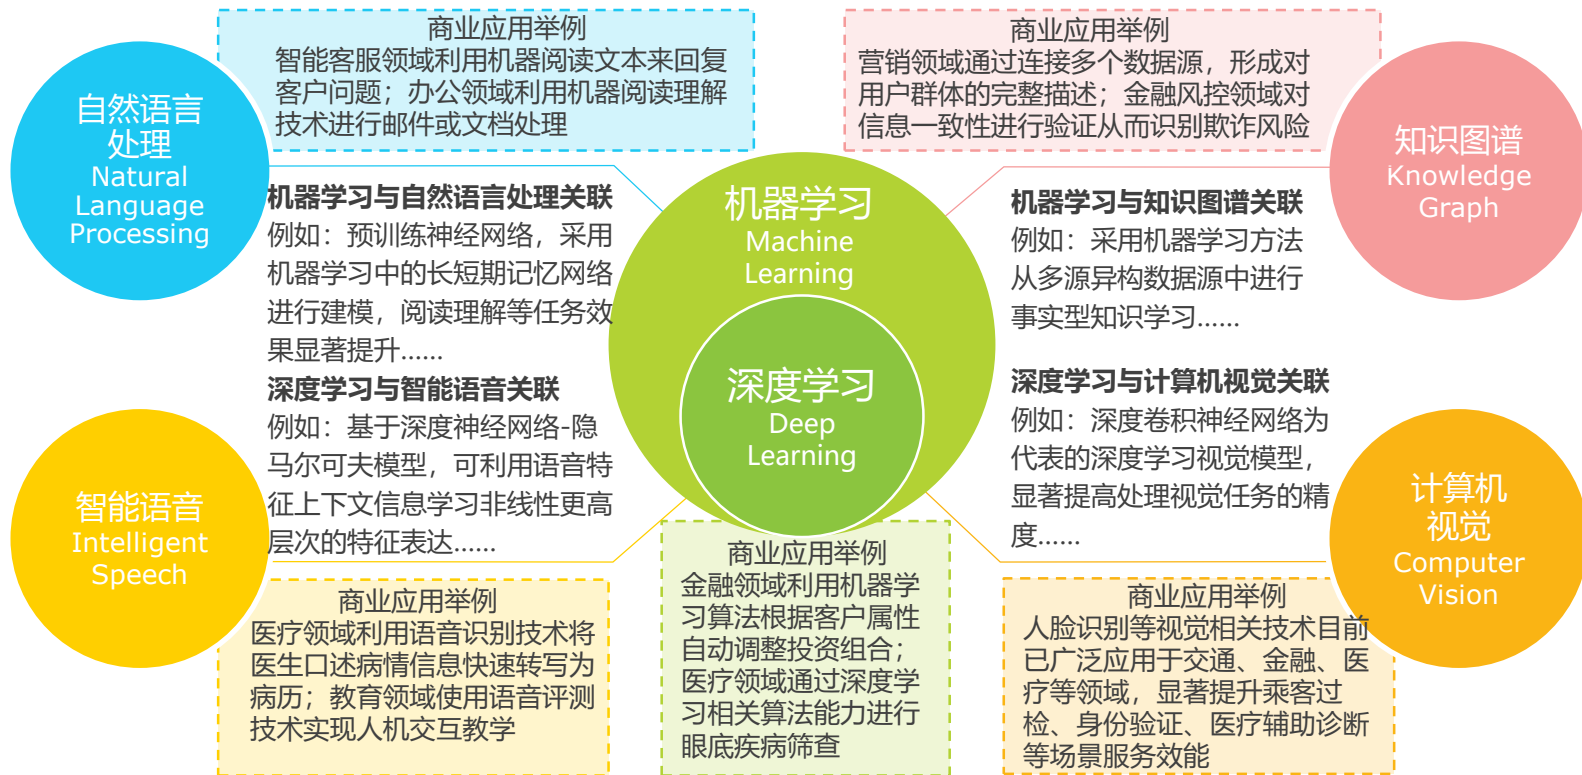 商业应用举例
智能客服领域利用机器阅读文本来回复
客户问题；办公领域利用机器阅读理解
技术进行邮件或文档处理
商业应用举例
营销领域通过连接多个数据源，形成对
用户群体的完整描述；金融风控领域对
信息一致性进行验证从而识别欺诈风险
自然语言
处理
Natural
Language
Processing
机器学习与自然语言处理关联
例如：预训练神经网络，采用
机器学习中的长短期记忆网络
进行建模，阅读理解等任务效
果显著提升......
机器学习
Machine
Learning
机器学习与知识图谱关联
例如：采用机器学习方法
从多源异构数据源中进行
事实型知识学习......
知识图谱
Knowledge
Graph
深度学习与智能语音关联
例如：基于深度神经网络-隐
马尔可夫模型，可利用语音特
征上下文信息学习非线性更高
层次的特征表达......
深度学习
Deep
Learning
深度学习与计算机视觉关联
例如：深度卷积神经网络为
代表的深度学习视觉模型，
显著提高处理视觉任务的精
度......
智能语音
Intelligent
Speech
计算机
视觉
Computer
Vision
商业应用举例
医疗领域利用语音识别技术将
医生口述病情信息快速转写为
病历；教育领域使用语音评测
技术实现人机交互教学
商业应用举例
金融领域利用机器学
习算法根据客户属性
自动调整投资组合；
医疗领域通过深度学
习相关算法能力进行
眼底疾病筛查
商业应用举例
人脸识别等视觉相关技术目前
已广泛应用于交通、金融、医
疗等领域，显著提升乘客过
检、身份验证、医疗辅助诊断
等场景服务效能